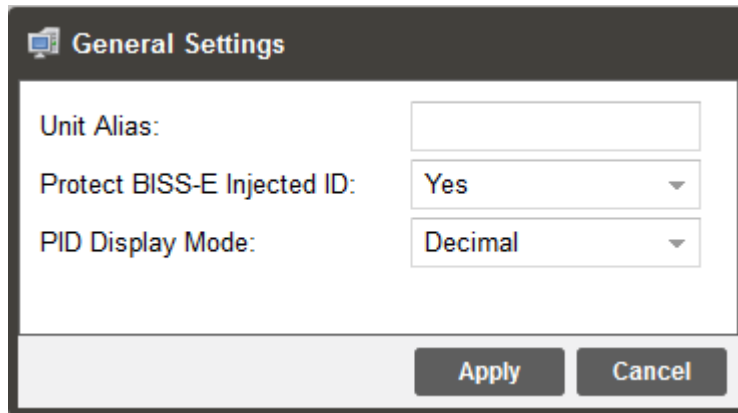 General Settings
Unit Alias:
Protect BISS-E Injected ID: Yes
PID Display Mode: Decimal
Apply Cancel